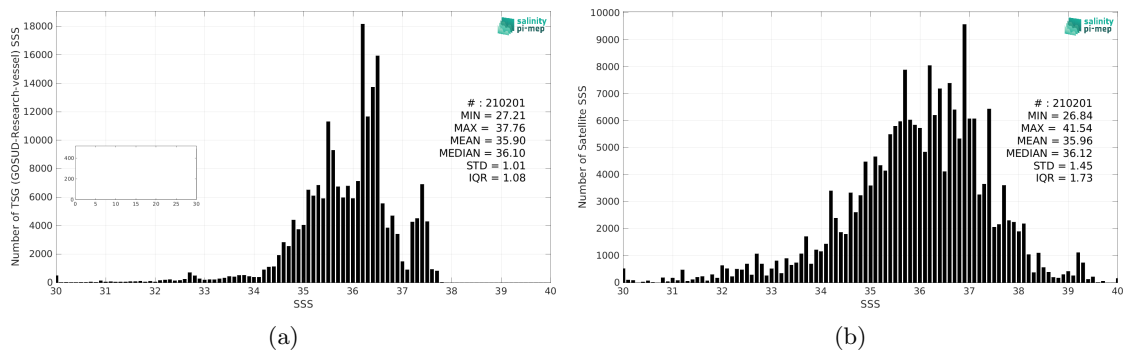 18000
16000
14000
12000
10000
8000
6000
4000
2000
0
Number of TSG (GOSUD-Research-vessel) SSS
salinity
pi-mep
# : 210201
MIN = 27.21
MAX = 37.76
MEAN = 35.90
MEDIAN = 36.10
STD = 1.01
IQR = 1.08
400
200
0
0 5 10 15 20 25 30
30 31 32 33 34 35 36 37 38 39 40
SSS
(a)
10000
9000
8000
7000
6000
5000
4000
3000
2000
1000
0
Number of Satellite SSS
salinity
pi-mep
# : 210201
MIN = 26.84
MAX = 41.54
MEAN = 35.96
MEDIAN = 36.12
STD = 1.45
IQR = 1.73
30 31 32 33 34 35 36 37 38 39 40
SSS
(b)